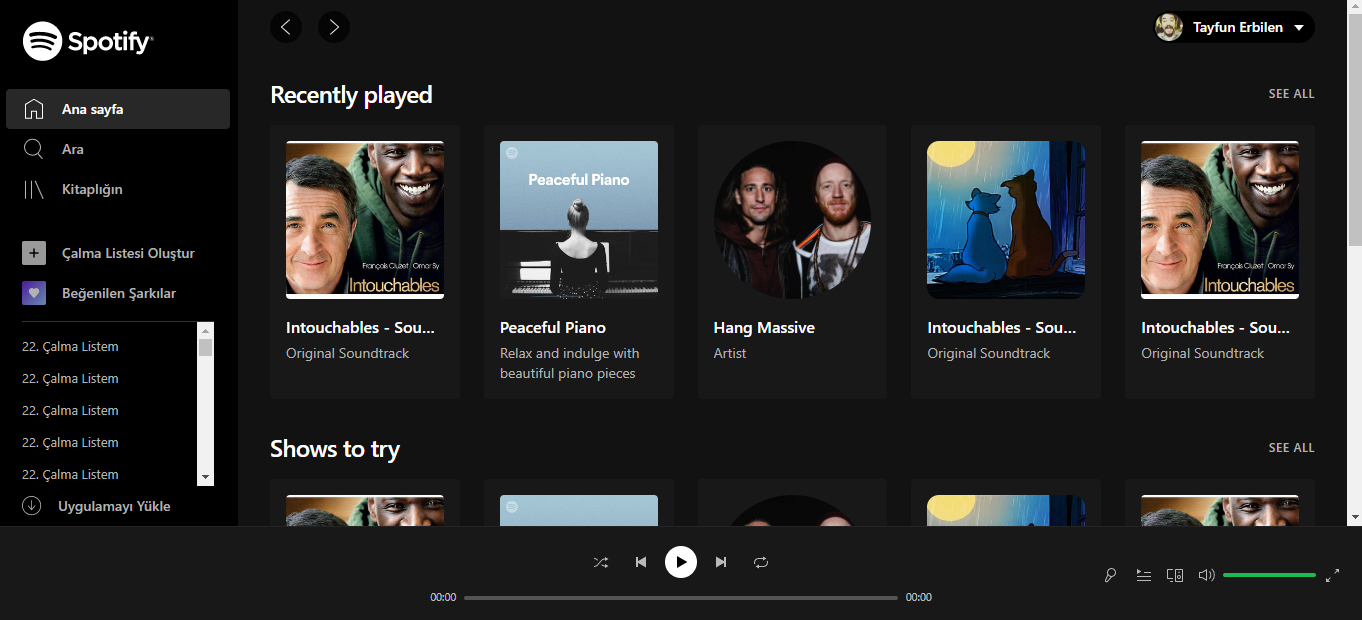 Spotify
Ana sayfa
Ara
Kitaplığın
Çalma Listesi Oluştur
Beğenilen Şarkılar
22. Çalma Listem
22. Çalma Listem
22. Çalma Listem
22. Çalma Listem
22. Çalma Listem
Uygulamayı Yükle
Tayfun Erbilen
Recently played
SEE ALL
François Cluzet Omar Sy
Intouchables
Intouchables - Sou...
Original Soundtrack
Peaceful Piano
Peaceful Piano
Relax and indulge with
beautiful piano pieces
Hang Massive
Artist
Intouchables - Sou...
Original Soundtrack
François Cluzet Omar Sy
Intouchables
Intouchables - Sou...
Original Soundtrack
Shows to try
SEE ALL
00:00
00:00